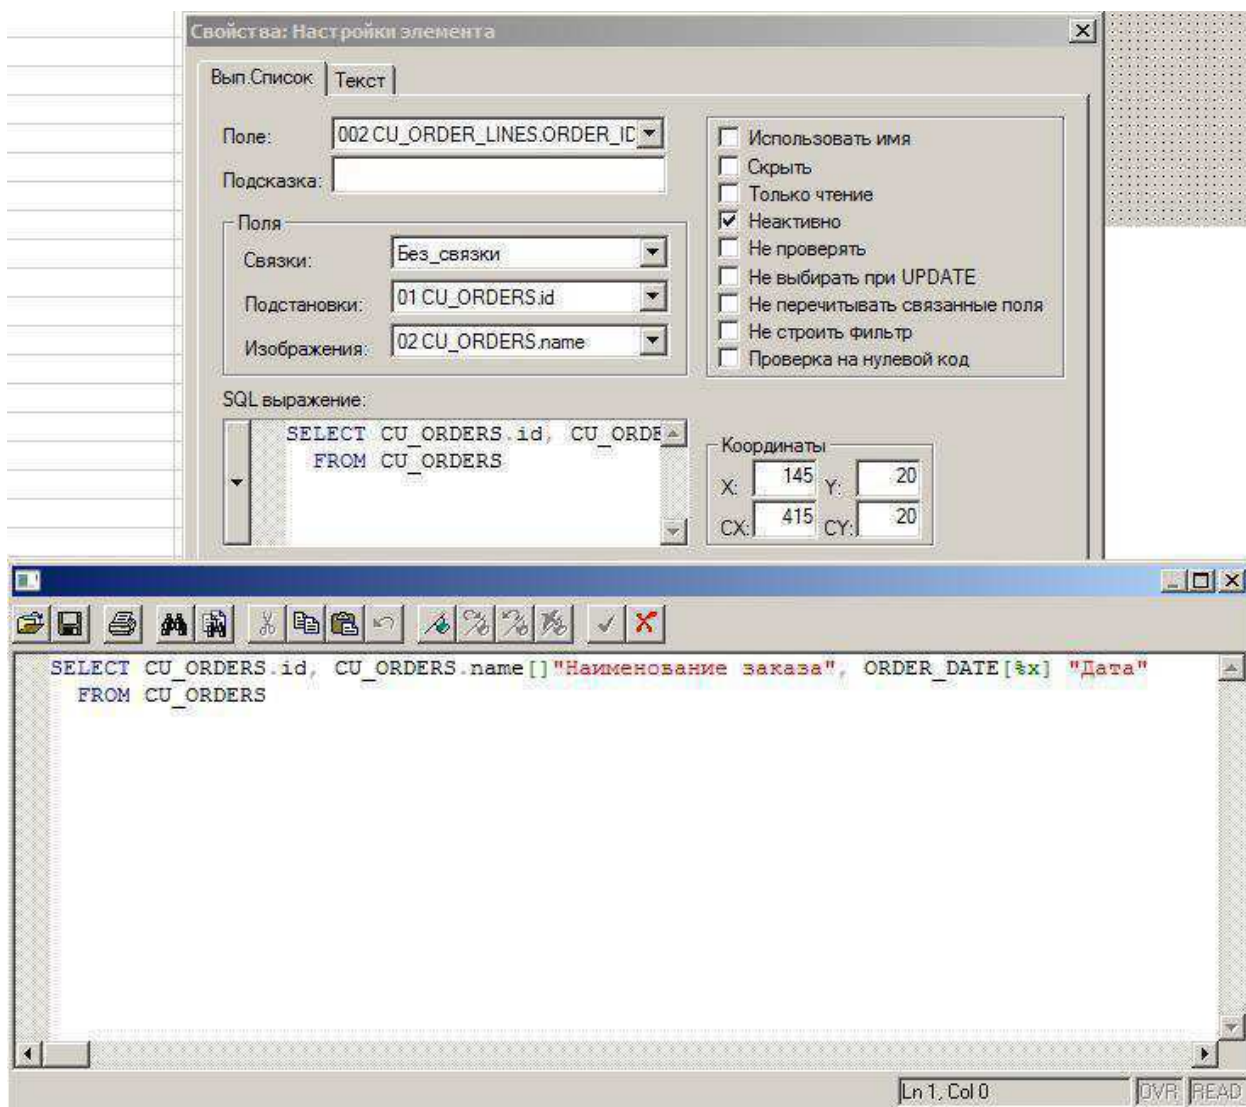 Свойства: Настройки элемента
Вып.Список Текст
Поле: 002 CU_ORDER_LINES.ORDER_ID
Подсказка:
Поля
Связки: Без_связки
Подстановки: 01 CU_ORDERS.id
Изображения: 02 CU_ORDERS.name
Использовать имя
Скрыть
Только чтение
Неактивно
Не проверять
Не выбирать при UPDATE
Не перечитывать связанные поля
Не строить фильтр
Проверка на нулевой код
SQL выражение:
SELECT CU_ORDERS.id, CU_ORDE
FROM CU_ORDERS
Координаты
X: 145 Y: 20
CX: 415 CY: 20
SELECT CU_ORDERS.id, CU_ORDERS.name[]"Наименование заказа", ORDER_DATE[%x] "Дата"
FROM CU_ORDERS
Ln 1, Col 0 OVR READ